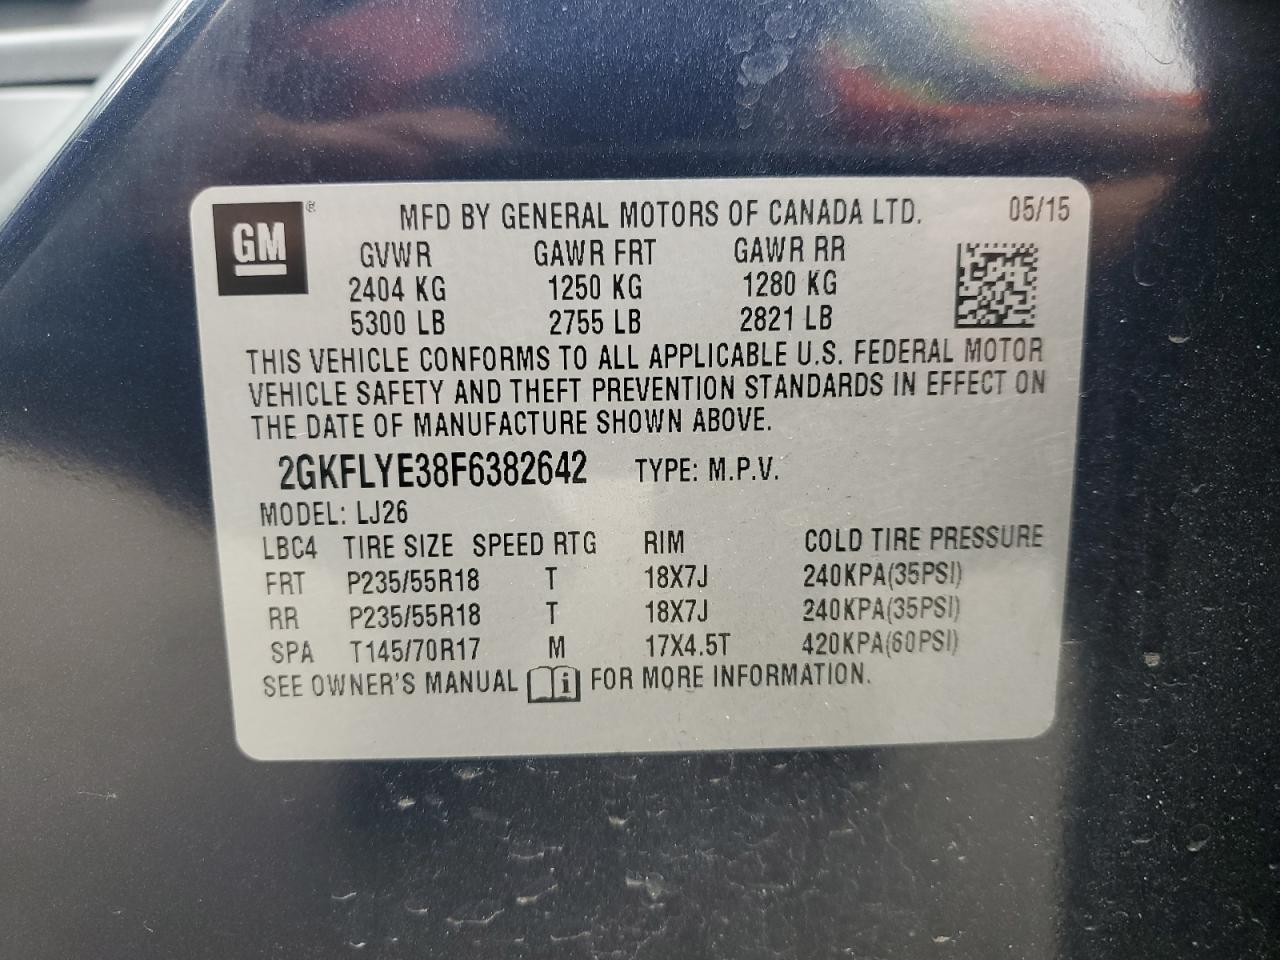 GM ®
MFD BY GENERAL MOTORS OF CANADA LTD. 05/15
GVWR GAWR FRT GAWR RR
2404 KG 1250 KG 1280 KG
5300 LB 2755 LB 2821 LB
THIS VEHICLE CONFORMS TO ALL APPLICABLE U.S. FEDERAL MOTOR
VEHICLE SAFETY AND THEFT PREVENTION STANDARDS IN EFFECT ON
THE DATE OF MANUFACTURE SHOWN ABOVE.
2GKFLYE38F6382642 TYPE: M.P.V.
MODEL: LJ26
LBC4 TIRE SIZE SPEED RTG RIM COLD TIRE PRESSURE
FRT P235/55R18 T 18X7J 240KPA(35PSI)
RR P235/55R18 T 18X7J 240KPA(35PSI)
SPA T145/70R17 M 17X4.5T 420KPA(60PSI)
SEE OWNER'S MANUAL i FOR MORE INFORMATION.